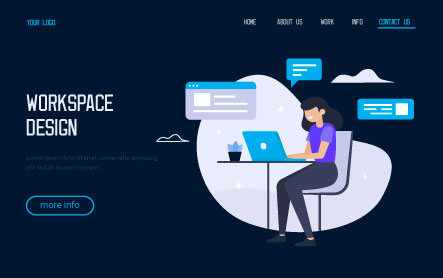 YOUR LOGO
HOME ABOUT US WORK INFO CONTACT US
WORKSPACE
DESIGN
Lorem ipsum dolor sit amet, consectetur adipiscing
elit sed do eiusmod tempor.
more info